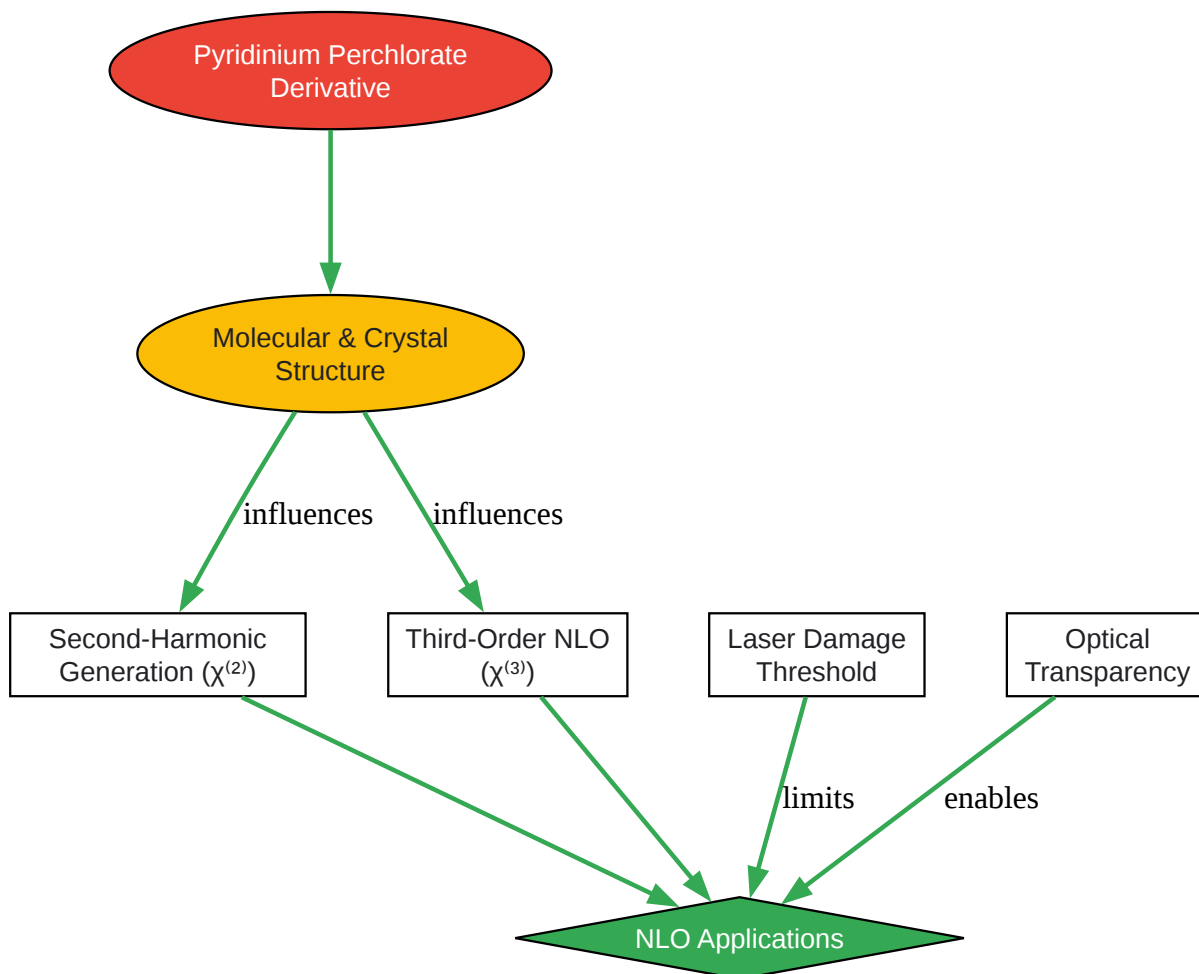 Pyridinium Perchlorate
Derivative
Molecular & Crystal
Structure
influences
influences
Second-Harmonic
Generation (χ⁽²⁾)
Third-Order NLO
(χ⁽³⁾)
Laser Damage
Threshold
Optical
Transparency
limits
enables
NLO Applications